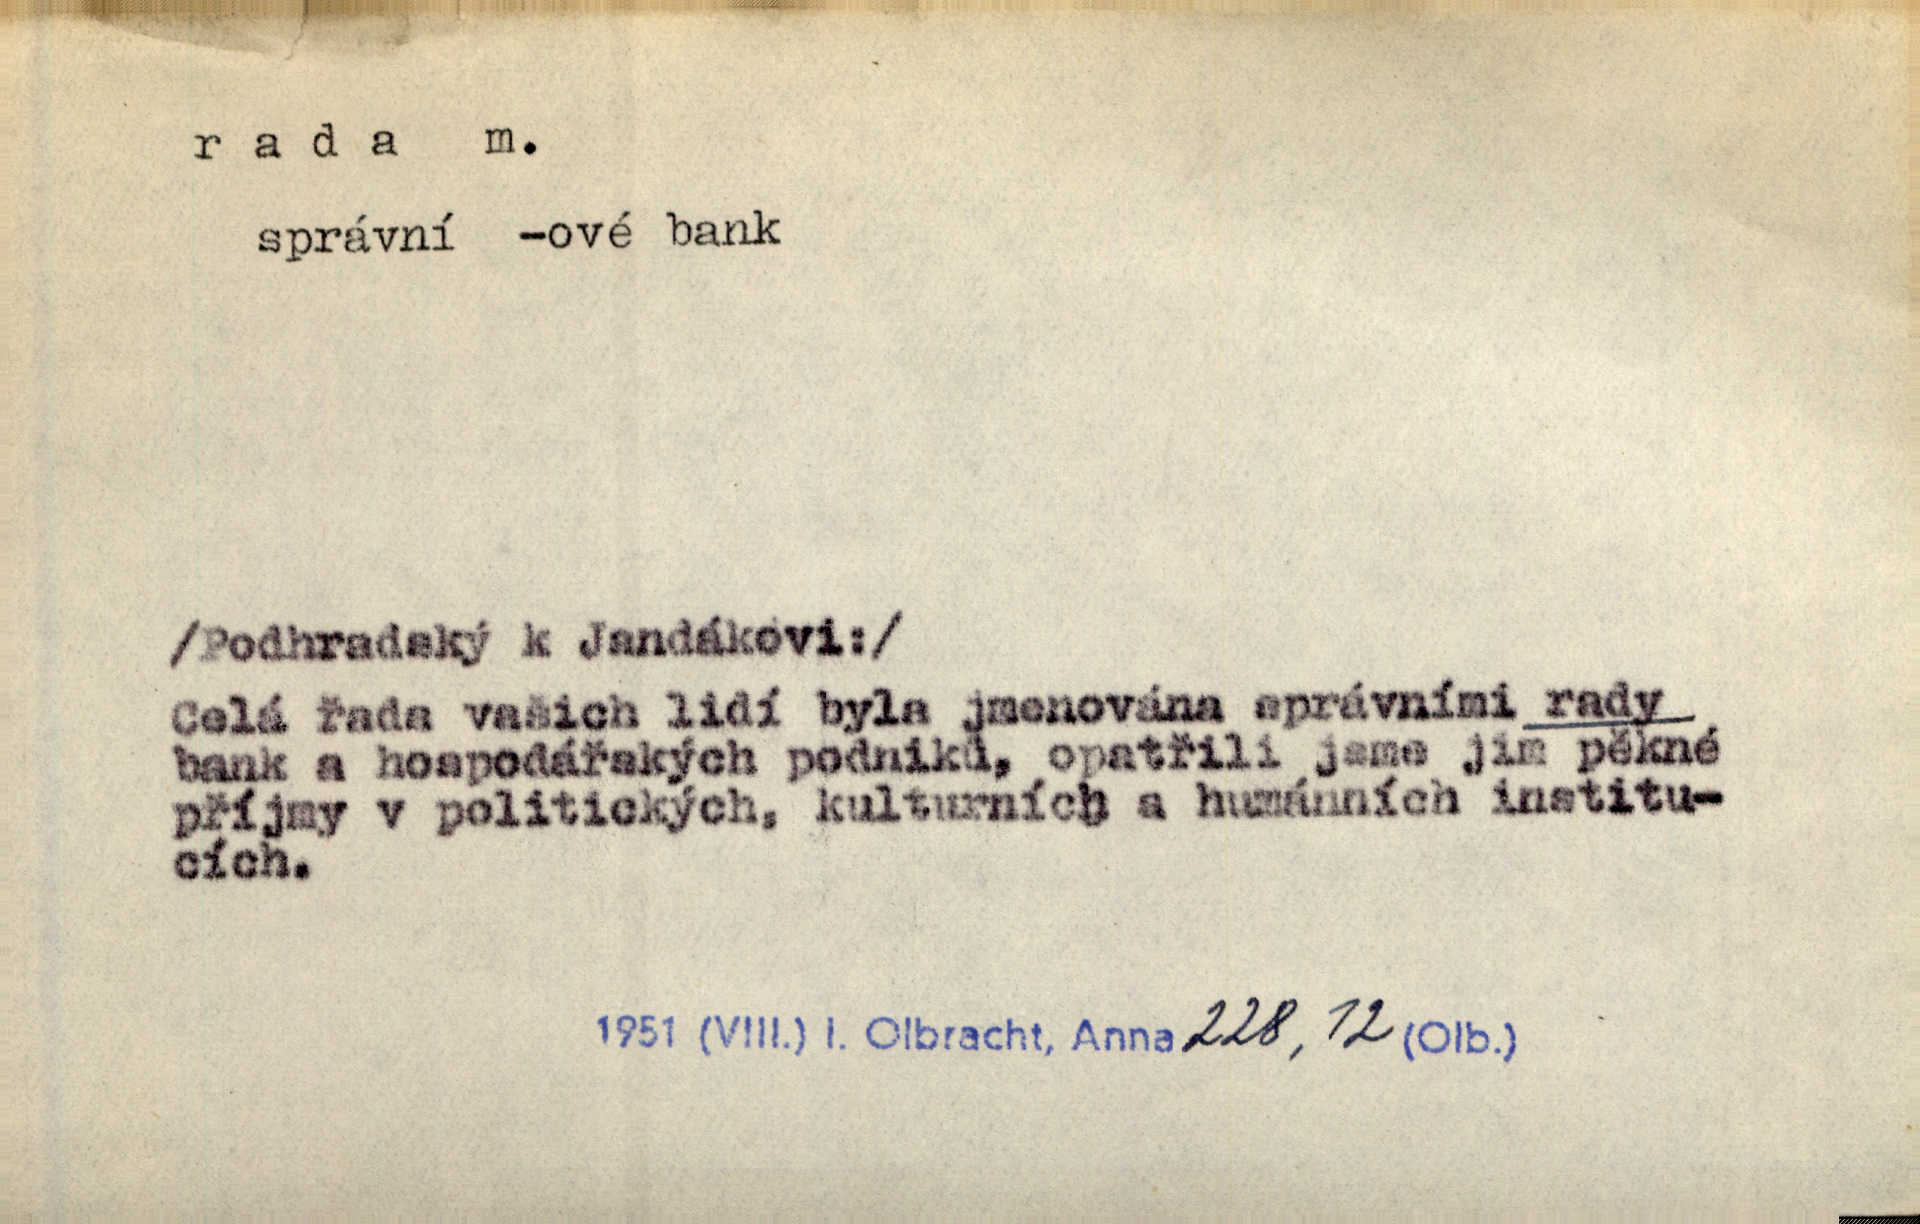 r a d a m.
správní -ové bank
/Podhradský k Jandákovi:/
Celá řada vašich lidí byla jmenována správními rady
bank a hospodářských podniků, opatřili jsme jim pěkné
příjmy v politických, kulturních a humánních institu-
cích.
1951 (VIII.) I. Olbracht, Anna 228, 12 (Olb.)